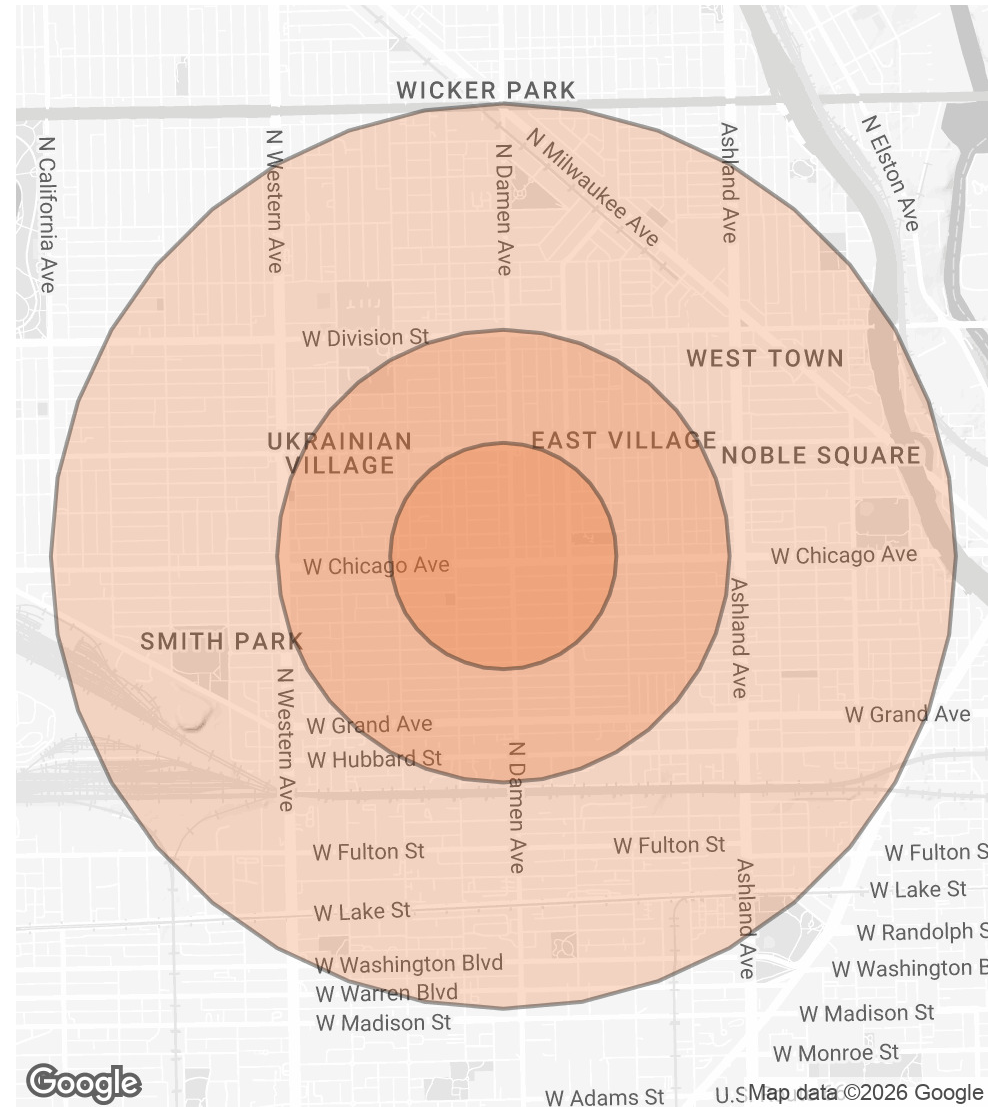 WICKER PARK
N California Ave
N Western Ave
N Damen Ave
N Milwaukee Ave
Ashland Ave
N Elston Ave
W Division St
WEST TOWN
UKRAINIAN
VILLAGE
EAST VILLAGE
NOBLE SQUARE
W Chicago Ave
W Chicago Ave
Ashland Ave
SMITH PARK
N Western Ave
W Grand Ave
W Grand Ave
W Hubbard St
N Damen Ave
W Fulton St
W Fulton St
W Fulton S
Ashland Ave
W Lake St
W Lake St
W Randolph S
W Washington Blvd
W Washington B
W Warren Blvd
W Madison St
W Madison St
W Monroe St
Google
W Adams St
U.S
Map data ©2026 Google